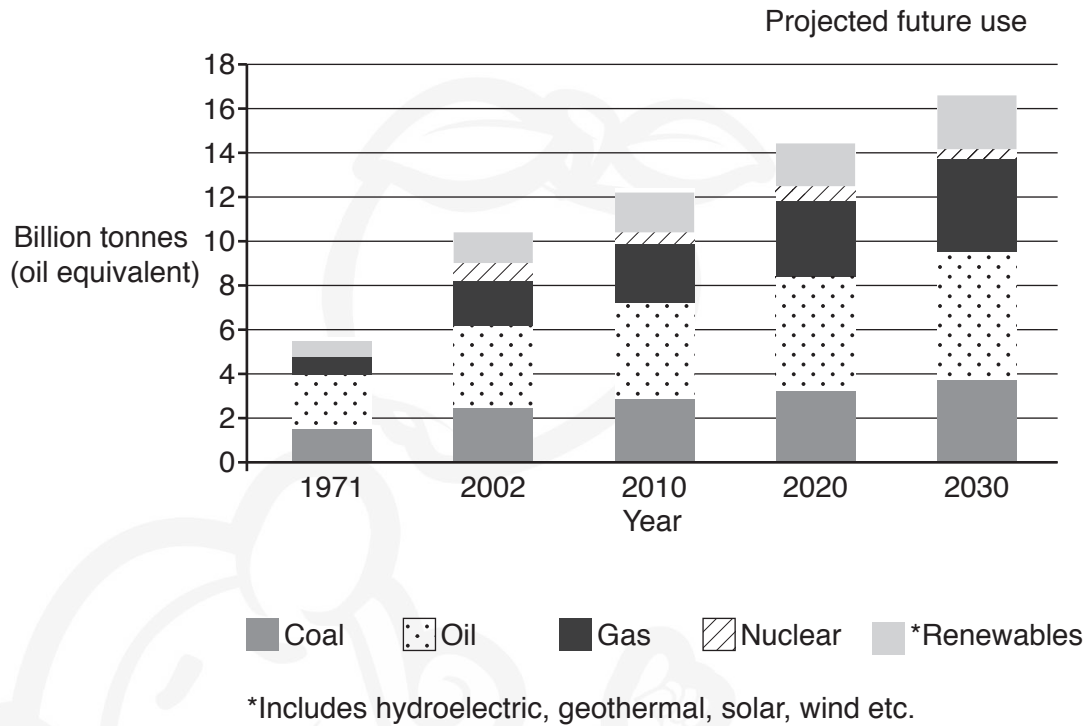 Projected future use
18
16
14
12
10
8
6
4
2
0
Billion tonnes
(oil equivalent)
1971 2002 2010 2020 2030
Year
Coal Oil Gas Nuclear *Renewables
*Includes hydroelectric, geothermal, solar, wind etc.